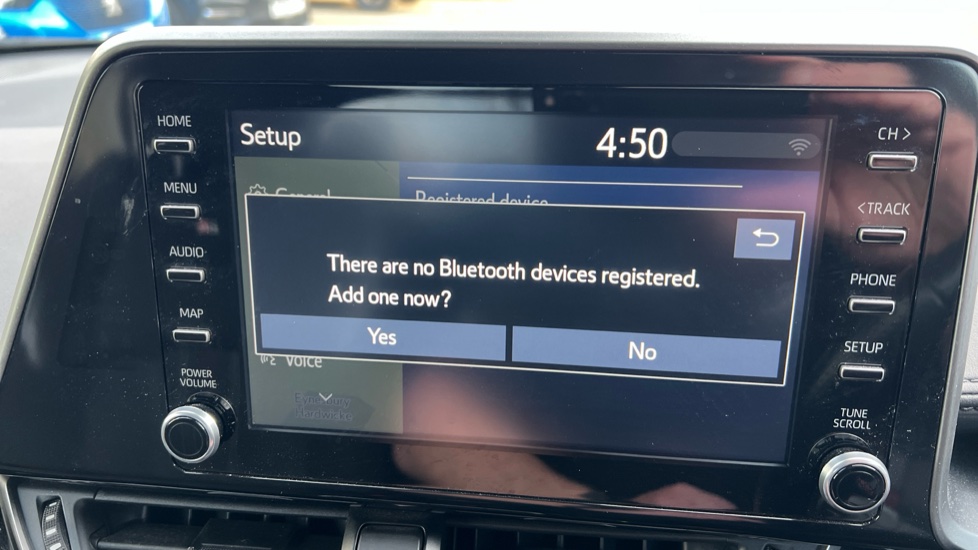 HOME
MENU
AUDIO
MAP
POWER
VOLUME
Setup
4:50
General
Registered device
There are no Bluetooth devices registered.
Add one now?
Yes
No
Voice
CH >
< TRACK
PHONE
SETUP
TUNE
SCROLL